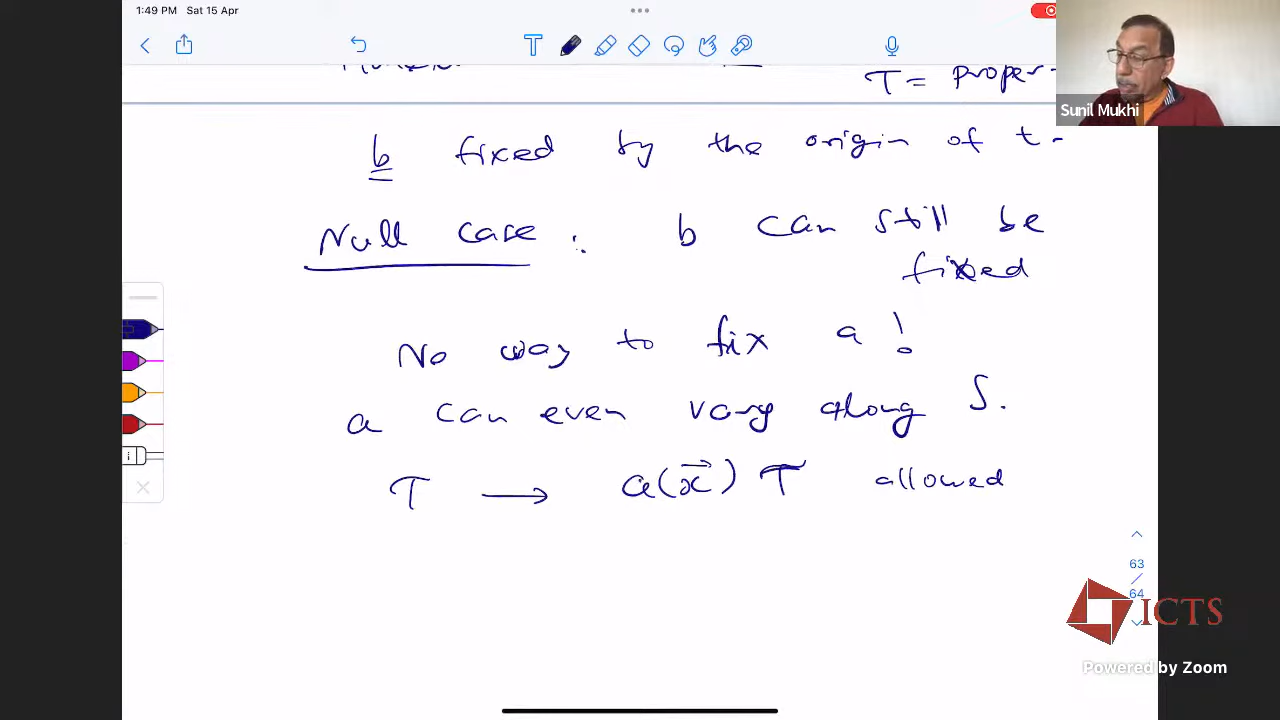 1:49 PM Sat 15 Apr
τ = proper
Sunil Mukhi
b fixed by the origin of τ
Null case : b can still be
fixed
No way to fix a !
a can even vary along S.
τ → a(x⃗) τ allowed
63
/
64
ICTS
Powered by Zoom